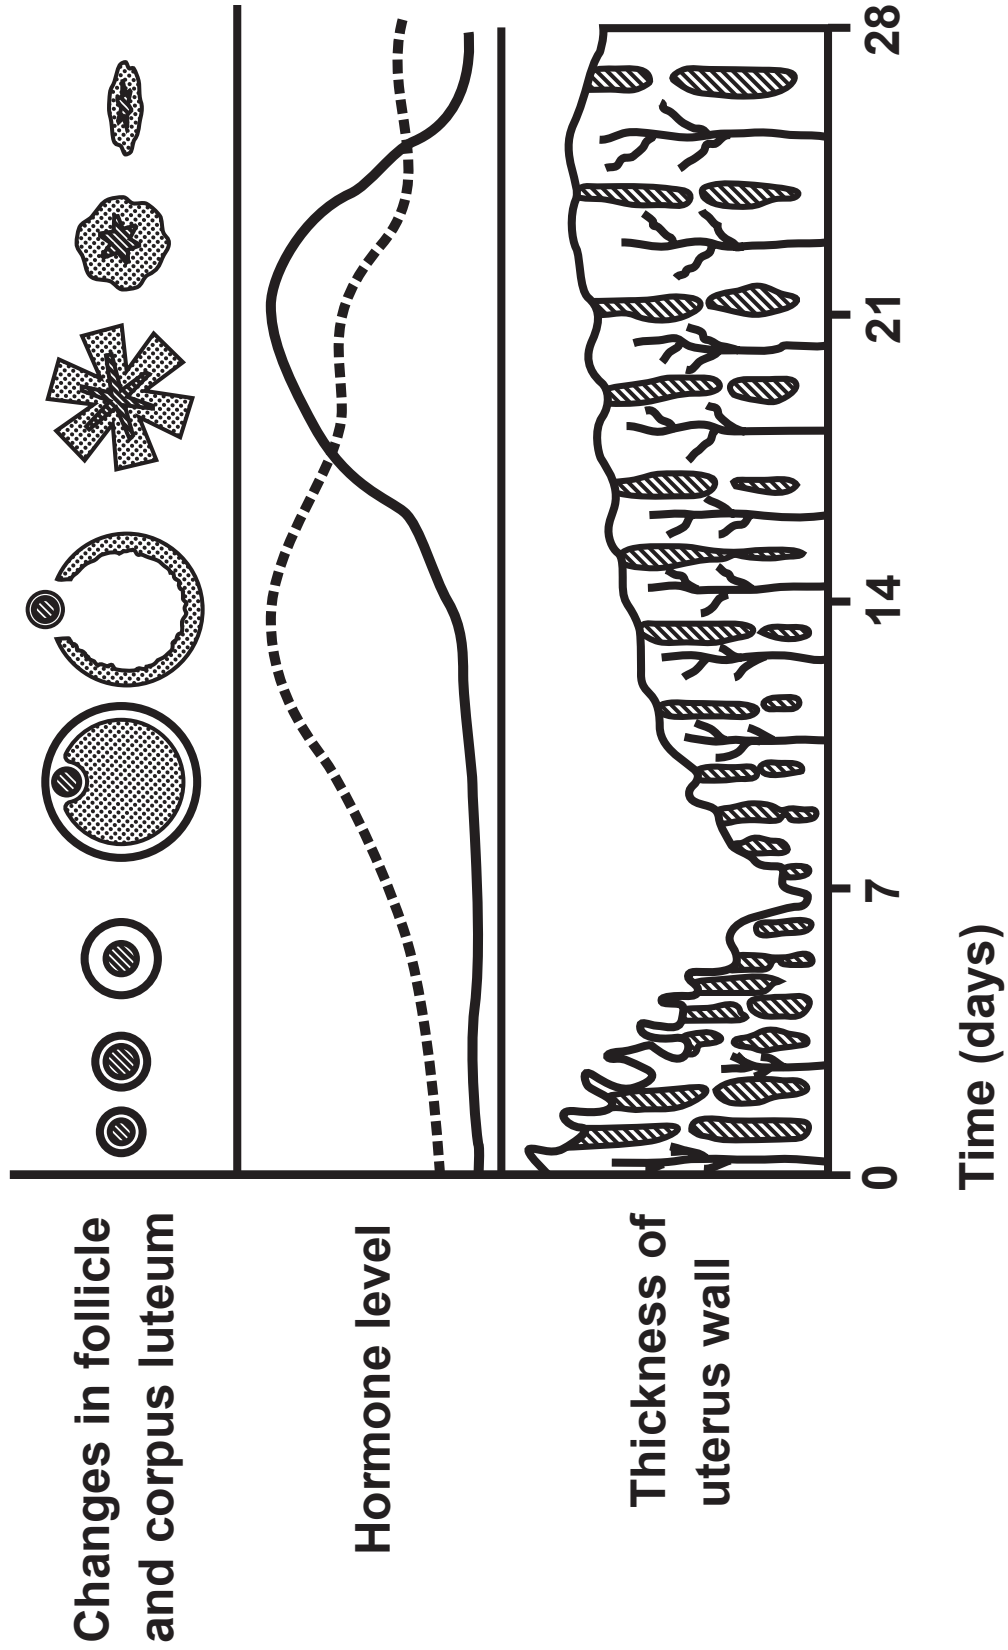 Changes in follicle
and corpus luteum
Hormone level
Thickness of
uterus wall
0 7 14 21 28
Time (days)